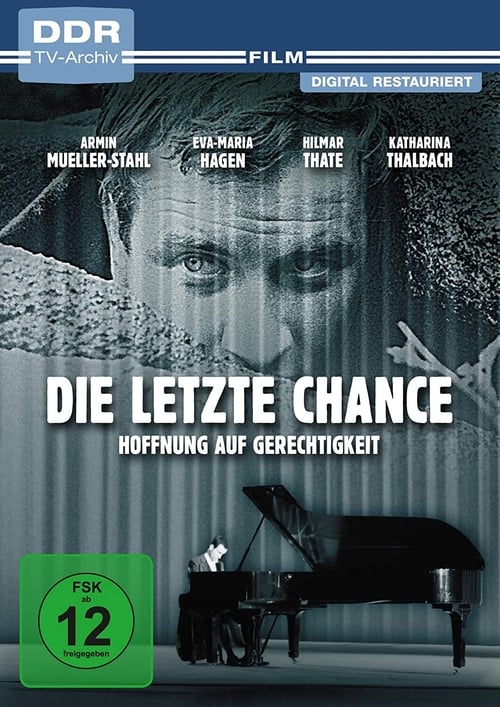 DDR
TV-Archiv
FILM
DIGITAL RESTAURIERT
ARMIN
MUELLER-STAHL
EVA-MARIA
HAGEN
HILMAR
THATE
KATHARINA
THALBACH
DIE LETZTE CHANCE
HOFFNUNG AUF GERECHTIGKEIT
FSK
ab
12
freigegeben